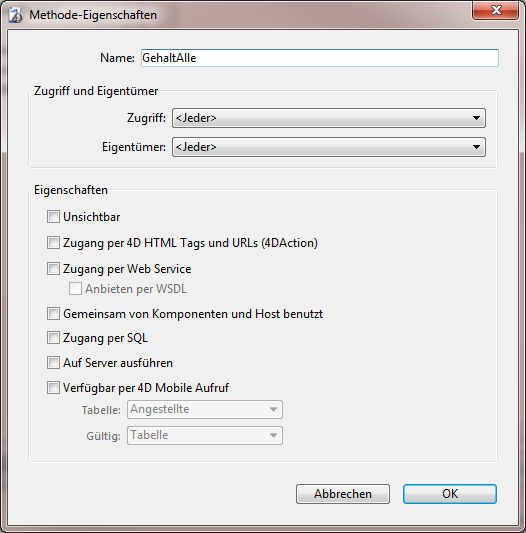 Methode-Eigenschaften
Name: GehaltAlle
Zugriff und Eigentümer
Zugriff: <Jeder>
Eigentümer: <Jeder>
Eigenschaften
Unsichtbar
Zugang per 4D HTML Tags und URLs (4DAction)
Zugang per Web Service
Anbieten per WSDL
Gemeinsam von Komponenten und Host benutzt
Zugang per SQL
Auf Server ausführen
Verfügbar per 4D Mobile Aufruf
Tabelle: Angestellte
Gültig: Tabelle
Abbrechen OK